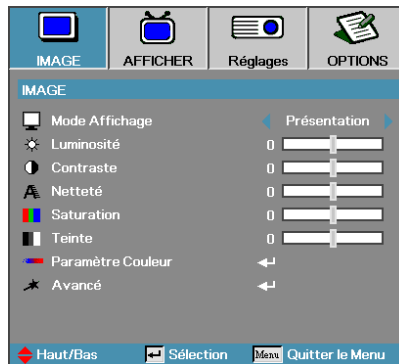 IMAGE AFFICHER Réglages OPTIONS
IMAGE
Mode Affichage Présentation
Luminosité 0
Contraste 0
Netteté 0
Saturation 0
Teinte 0
Paramètre Couleur
Avancé
Haut/Bas Sélection Menu Quitter le Menu